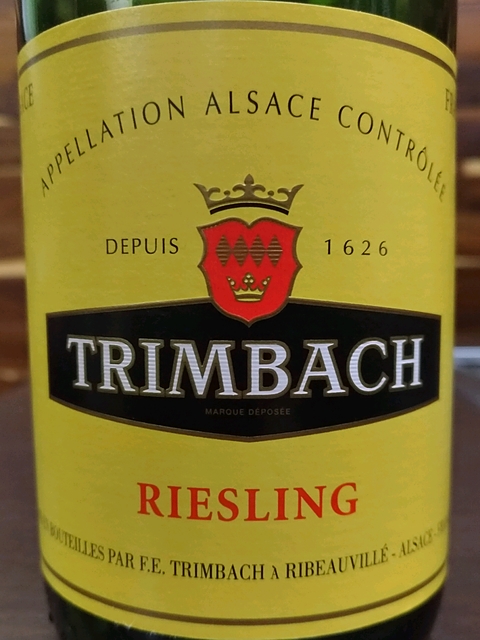 APPELLATION ALSACE CONTRÔLÉE
DEPUIS 1626
TRIMBACH
MARQUE DÉPOSÉE
RIESLING
BOUTEILLES PAR F.E. TRIMBACH A RIBEAUVILLÉ - ALSACE -